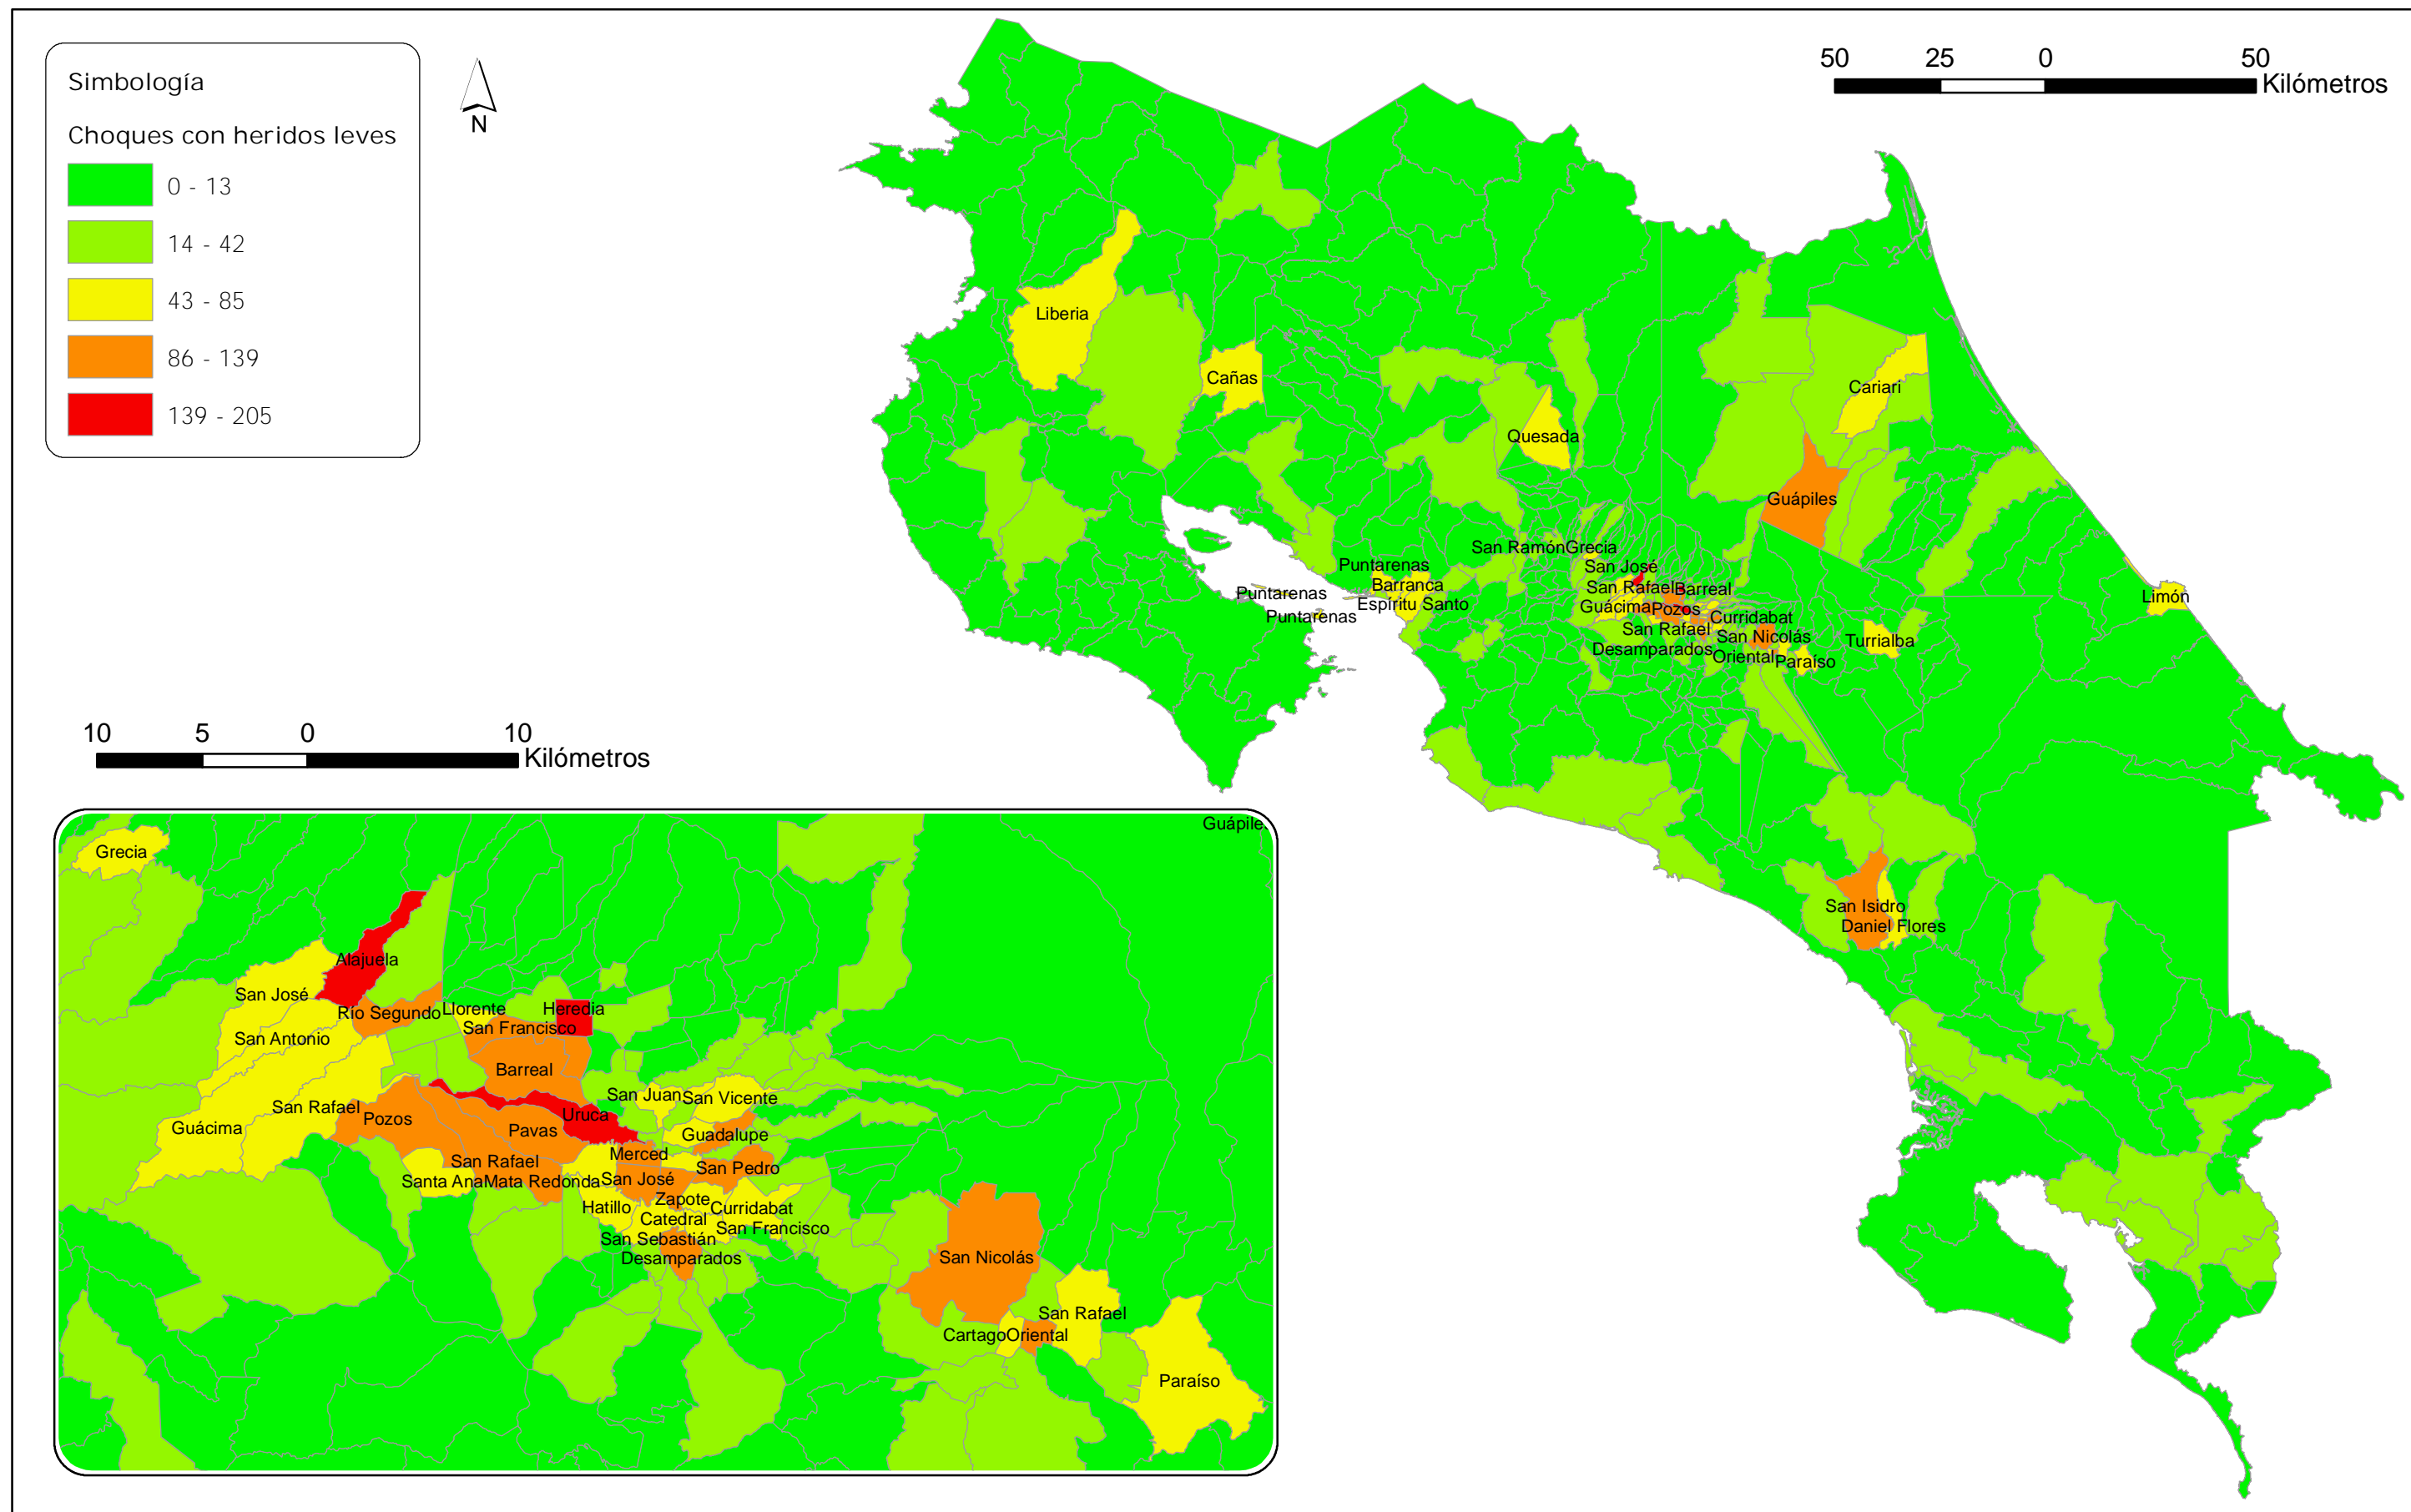 Simbología
Choques con heridos leves
0 - 13
14 - 42
43 - 85
86 - 139
139 - 205
N
50 25 0 50
Kilómetros
Liberia
Cañas
Quesada
Cariari
Guápiles
San Ramón
Grecia
Puntarenas
San José
Barranca
San Rafael
Barreal
Puntarenas
Espíritu Santo
Guácima
Pozos
Limón
Puntarenas
Curridabat
San Rafael
San Nicolás
Turrialba
Desamparados
Oriental
Paraíso
San Isidro
Daniel Flores
10 5 0 10
Kilómetros
Guápiles
Grecia
Alajuela
San José
Río Segundo
Llorente
Heredia
San Francisco
San Antonio
Barreal
San Juan
San Vicente
San Rafael
Guácima
Pozos
Uruca
Pavas
Guadalupe
Merced
San Rafael
San Pedro
Santa Ana
Mata Redonda
San José
Zapote
Hatillo
Curridabat
Catedral
San Francisco
San Sebastián
Desamparados
San Nicolás
San Rafael
Cartago
Oriental
Paraíso